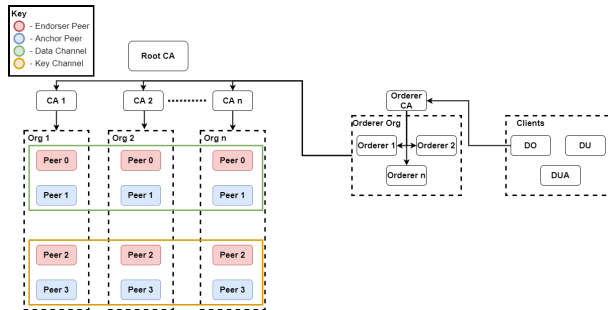 Key
- Endorser Peer
- Anchor Peer
- Data Channel
- Key Channel
Root CA
CA 1
CA 2
CA n
Orderer CA
Org 1
Org 2
Org n
Orderer Org
Clients
Peer 0
Peer 0
Peer 0
Orderer 1
Orderer 2
DO
DU
Peer 1
Peer 1
Peer 1
Orderer n
DUA
Peer 2
Peer 2
Peer 2
Peer 3
Peer 3
Peer 3